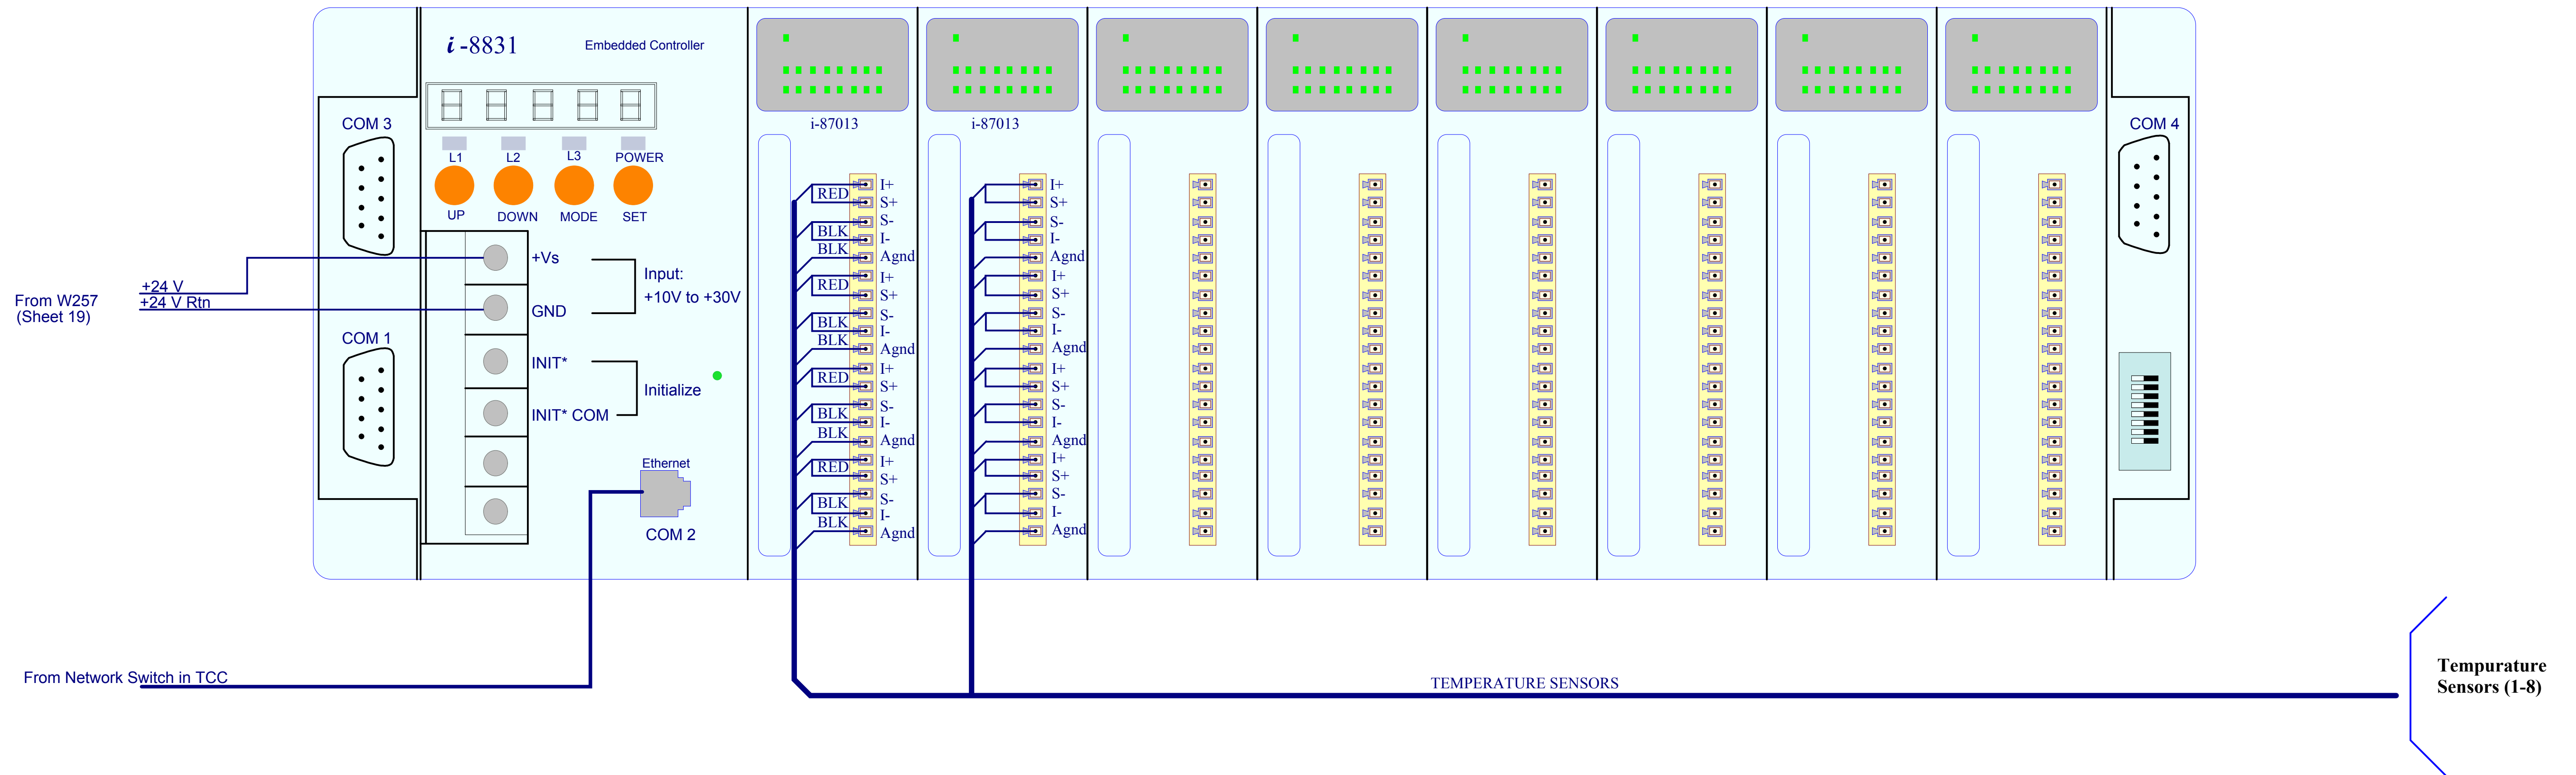 i -8831
Embedded Controller
COM 3
L1
L2
L3
POWER
UP
DOWN
MODE
SET
+Vs
GND
Input:
+10V to +30V
INIT*
INIT* COM
Initialize
Ethernet
COM 2
COM 1
From W257
(Sheet 19)
+24 V
+24 V Rtn
From Network Switch in TCC
i-87013
RED
BLK
BLK
RED
BLK
BLK
RED
BLK
BLK
RED
BLK
BLK
I+
S+
S-
I-
Agnd
I+
S+
S-
I-
Agnd
I+
S+
S-
I-
Agnd
I+
S+
S-
I-
Agnd
i-87013
I+
S+
S-
I-
Agnd
I+
S+
S-
I-
Agnd
I+
S+
S-
I-
Agnd
I+
S+
S-
I-
Agnd
COM 4
TEMPERATURE SENSORS
Tempurature
Sensors (1-8)